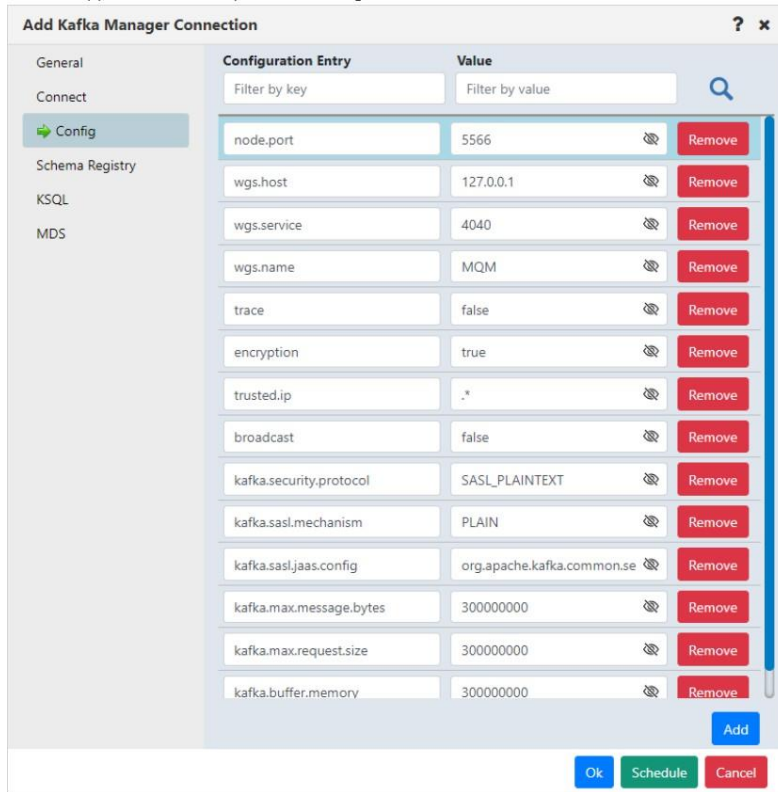 Add Kafka Manager Connection ? ×
General
Connect
Config
Schema Registry
KSQL
MDS
Configuration Entry Value
Filter by key Filter by value
node.port 5566 Remove
wgs.host 127.0.0.1 Remove
wgs.service 4040 Remove
wgs.name MQM Remove
trace false Remove
encryption true Remove
trusted.ip .* Remove
broadcast false Remove
kafka.security.protocol SASL_PLAINTEXT Remove
kafka.sasl.mechanism PLAIN Remove
kafka.sasl.jaas.config org.apache.kafka.common.se Remove
kafka.max.message.bytes 300000000 Remove
kafka.max.request.size 300000000 Remove
kafka.buffer.memory 300000000 Remove
Add
Ok Schedule Cancel